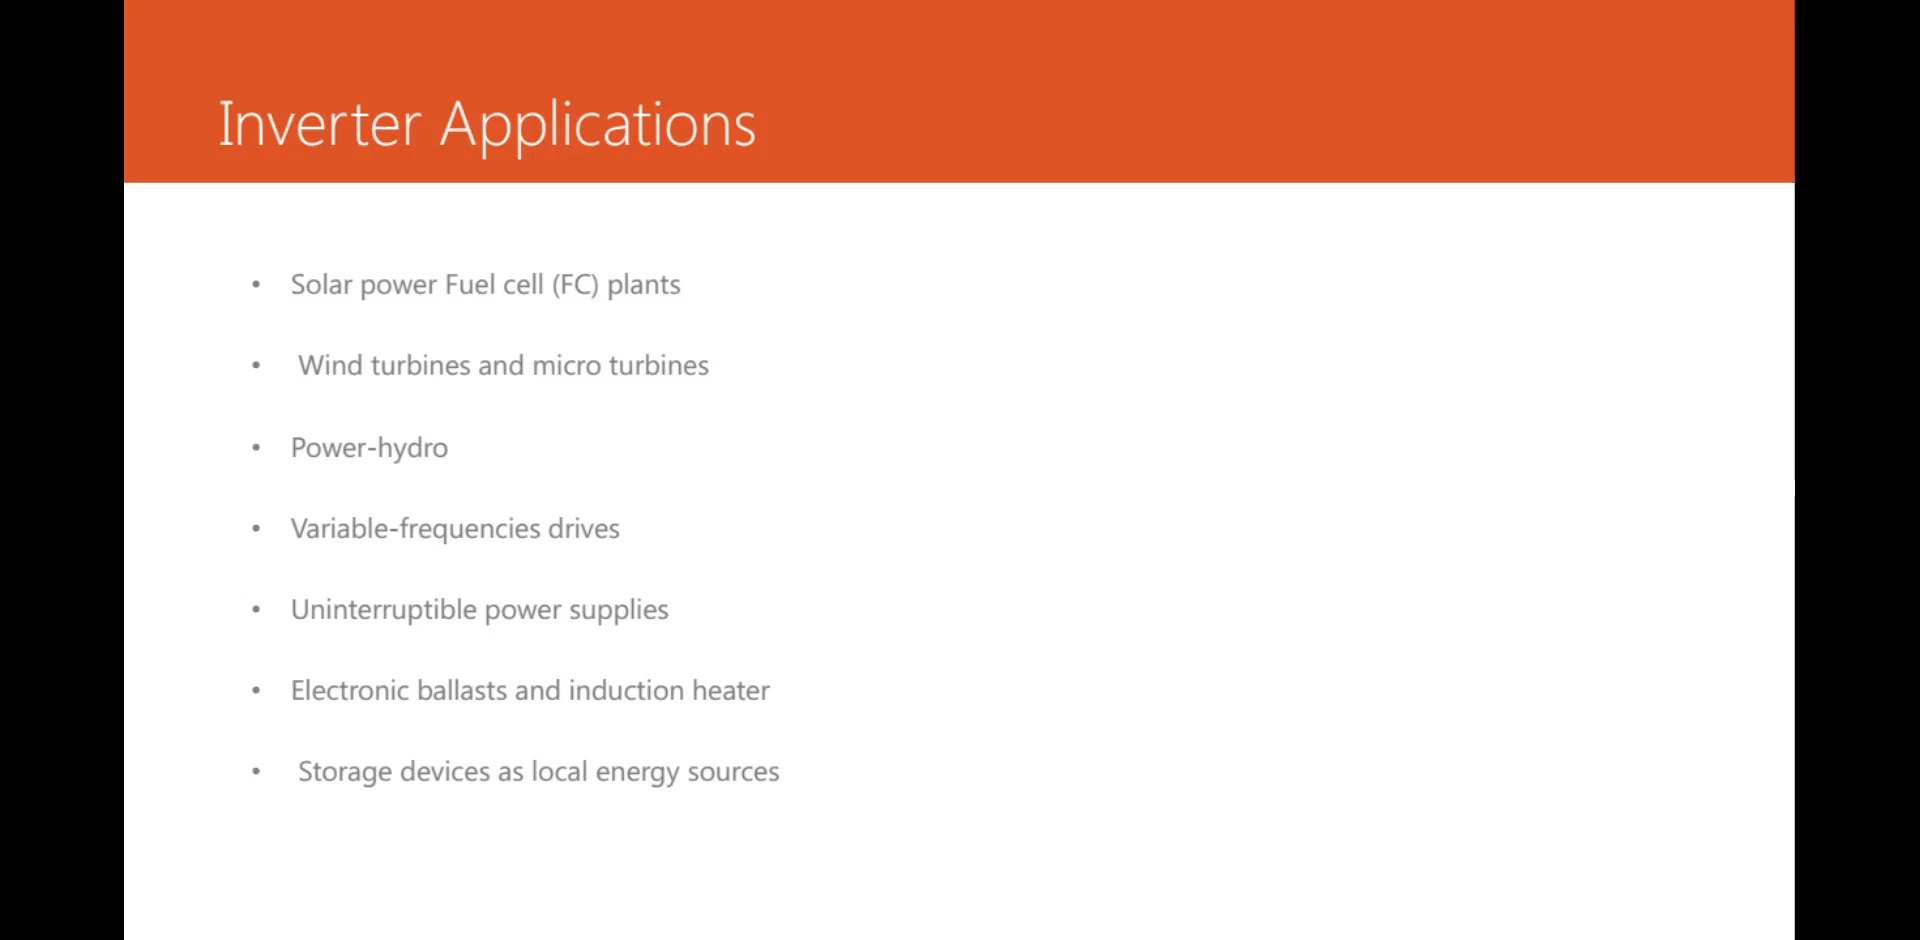 Inverter Applications
• Solar power Fuel cell (FC) plants
• Wind turbines and micro turbines
• Power-hydro
• Variable-frequencies drives
• Uninterruptible power supplies
• Electronic ballasts and induction heater
• Storage devices as local energy sources